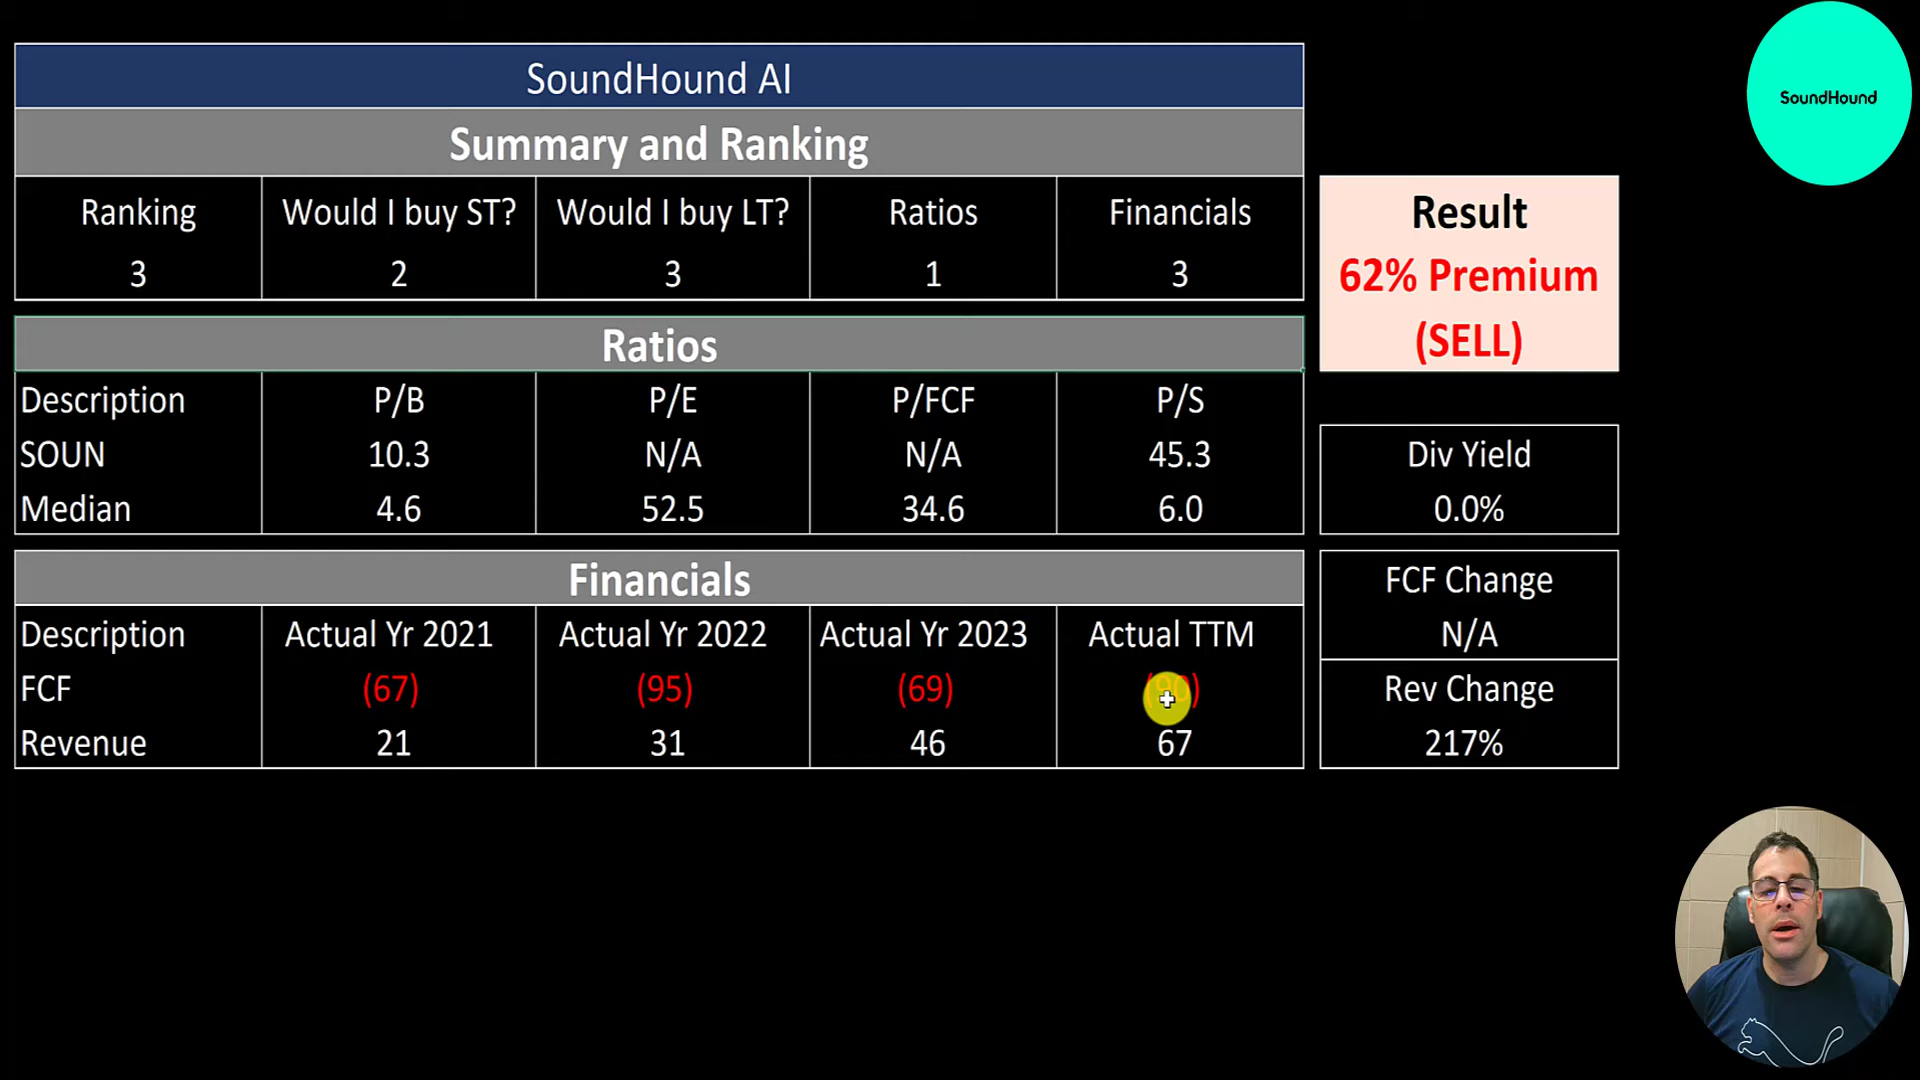 SoundHound AI
SoundHound
Summary and Ranking
Ranking Would I buy ST? Would I buy LT? Ratios Financials
3 2 3 1 3
Result
62% Premium
(SELL)
Ratios
Description P/B P/E P/FCF P/S
SOUN 10.3 N/A N/A 45.3
Median 4.6 52.5 34.6 6.0
Div Yield
0.0%
Financials
Description Actual Yr 2021 Actual Yr 2022 Actual Yr 2023 Actual TTM
FCF (67) (95) (69) (90)
Revenue 21 31 46 67
FCF Change
N/A
Rev Change
217%